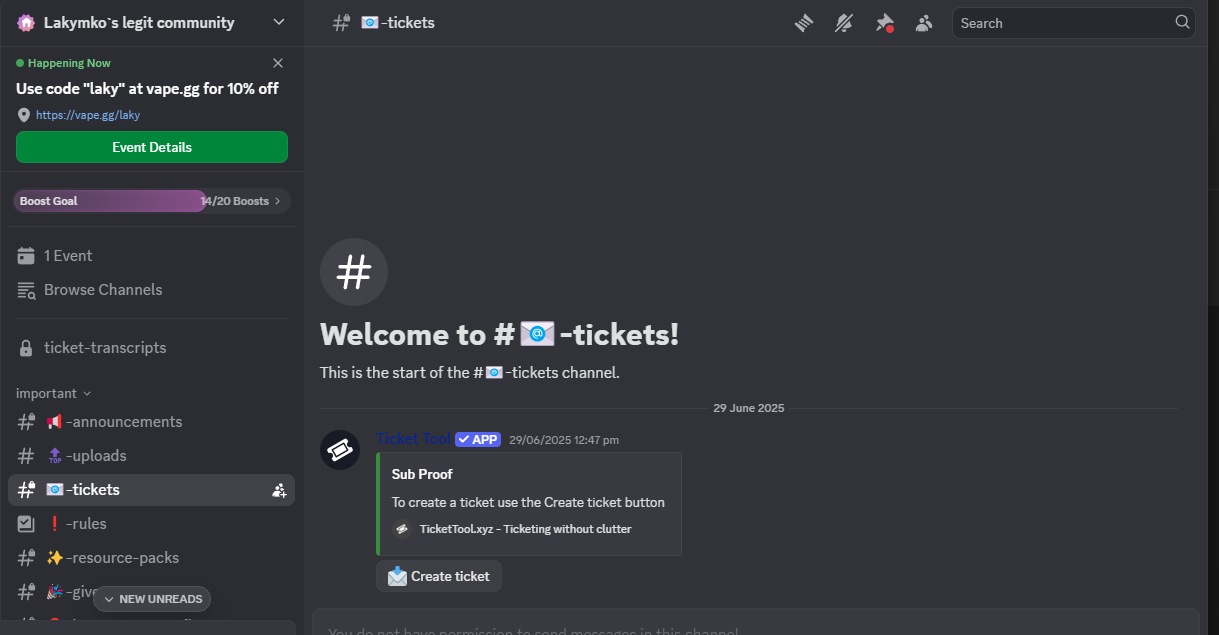 Lakymko`s legit community
Happening Now
Use code "laky" at vape.gg for 10% off
https://vape.gg/laky
Event Details
Boost Goal
14/20 Boosts
1 Event
Browse Channels
ticket-transcripts
important
-announcements
TOP
-uploads
-tickets
-rules
-resource-packs
-give
NEW UNREADS
-tickets
Search
Welcome to # -tickets!
This is the start of the # -tickets channel.
29 June 2025
Ticket Tool APP 29/06/2025 12:47 pm
Sub Proof
To create a ticket use the Create ticket button
TicketTool.xyz - Ticketing without clutter
Create ticket
You do not have permission to send messages in this channel.